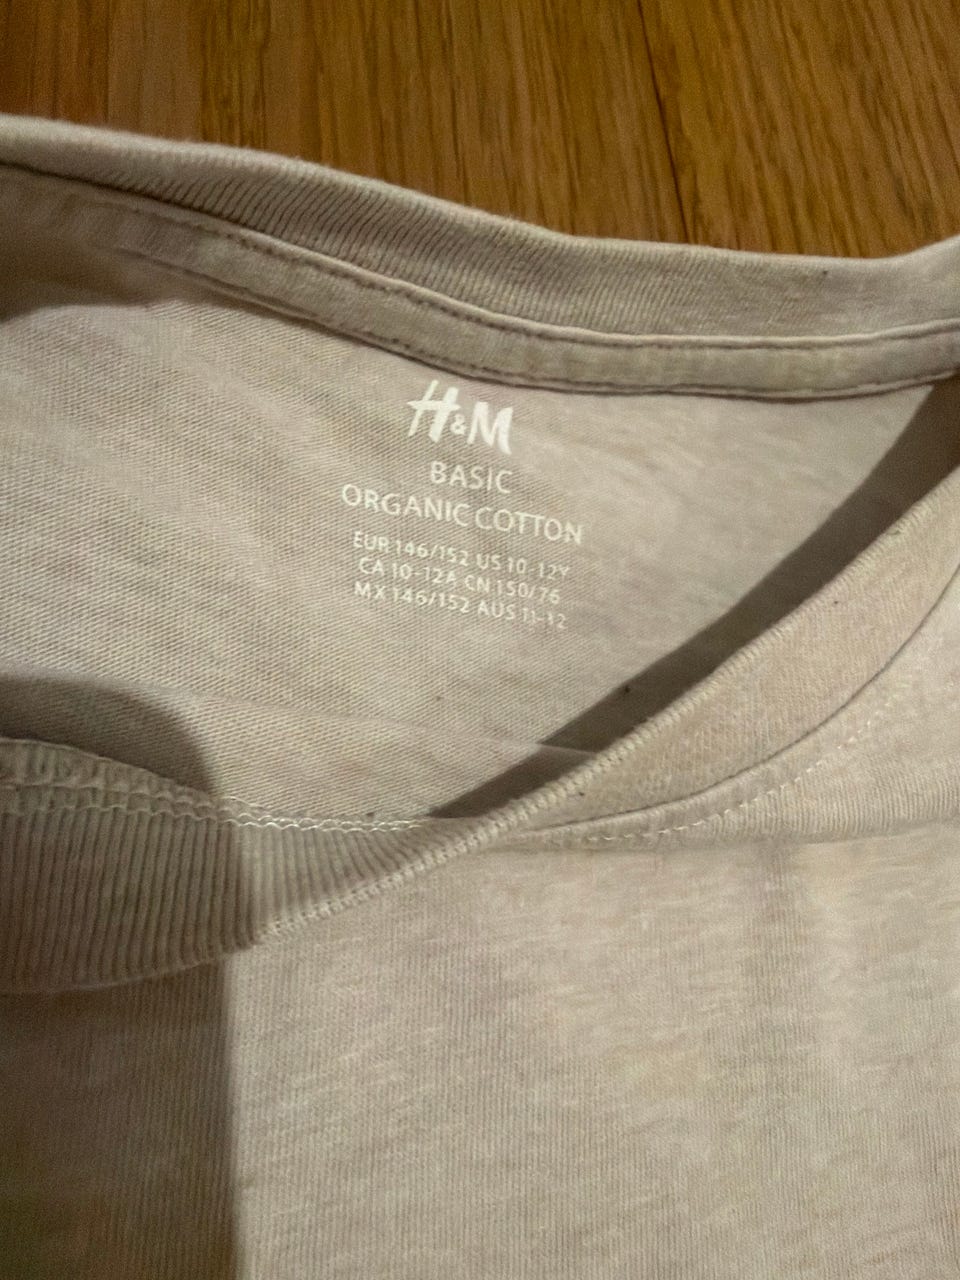 H&M
BASIC
ORGANIC COTTON
EUR 146/152 US 10-12Y
CA 10-12A CN 150/76
MX 146/152 AUS 11-12